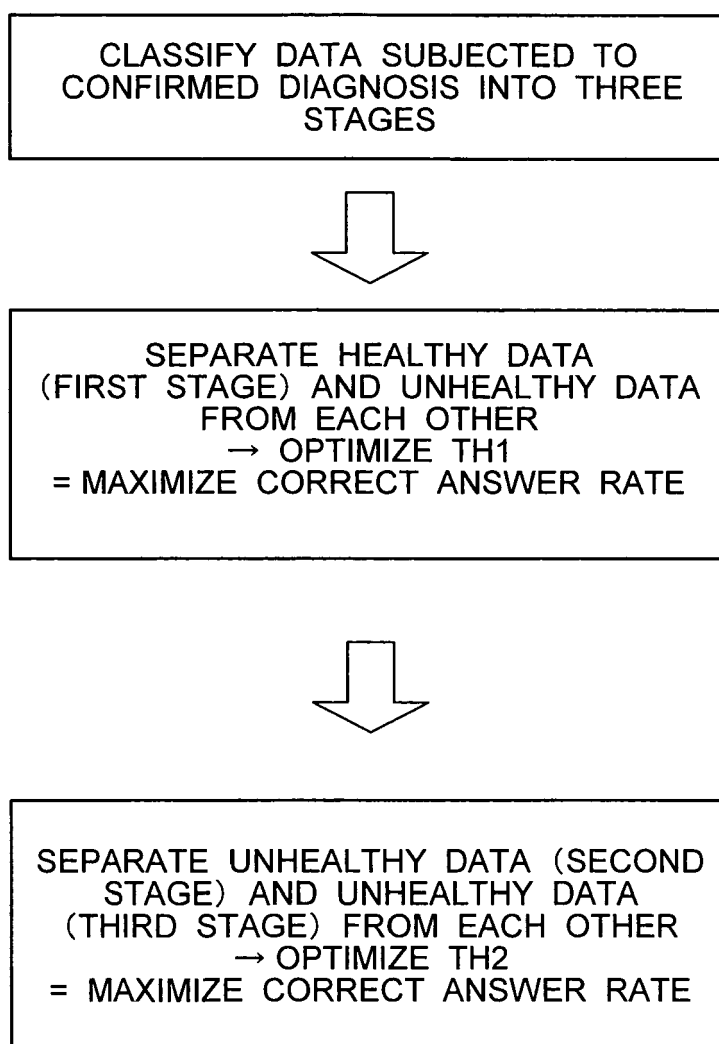 CLASSIFY DATA SUBJECTED TO
CONFIRMED DIAGNOSIS INTO THREE
STAGES
SEPARATE HEALTHY DATA
(FIRST STAGE) AND UNHEALTHY DATA
FROM EACH OTHER
→ OPTIMIZE TH1
= MAXIMIZE CORRECT ANSWER RATE
SEPARATE UNHEALTHY DATA (SECOND
STAGE) AND UNHEALTHY DATA
(THIRD STAGE) FROM EACH OTHER
→ OPTIMIZE TH2
= MAXIMIZE CORRECT ANSWER RATE